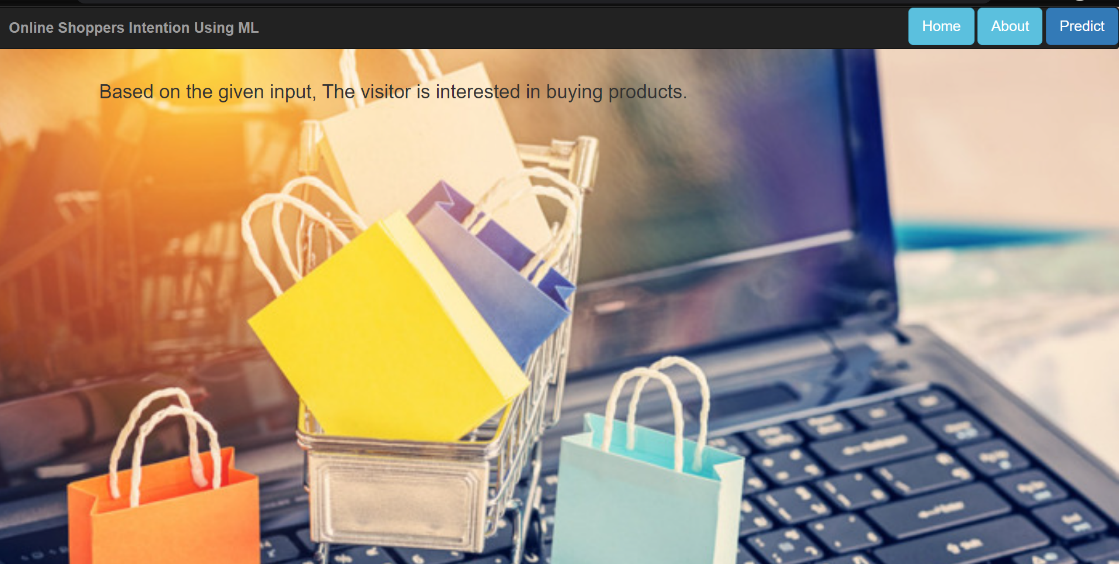 Online Shoppers Intention Using ML
Home
About
Predict
Based on the given input, The visitor is interested in buying products.